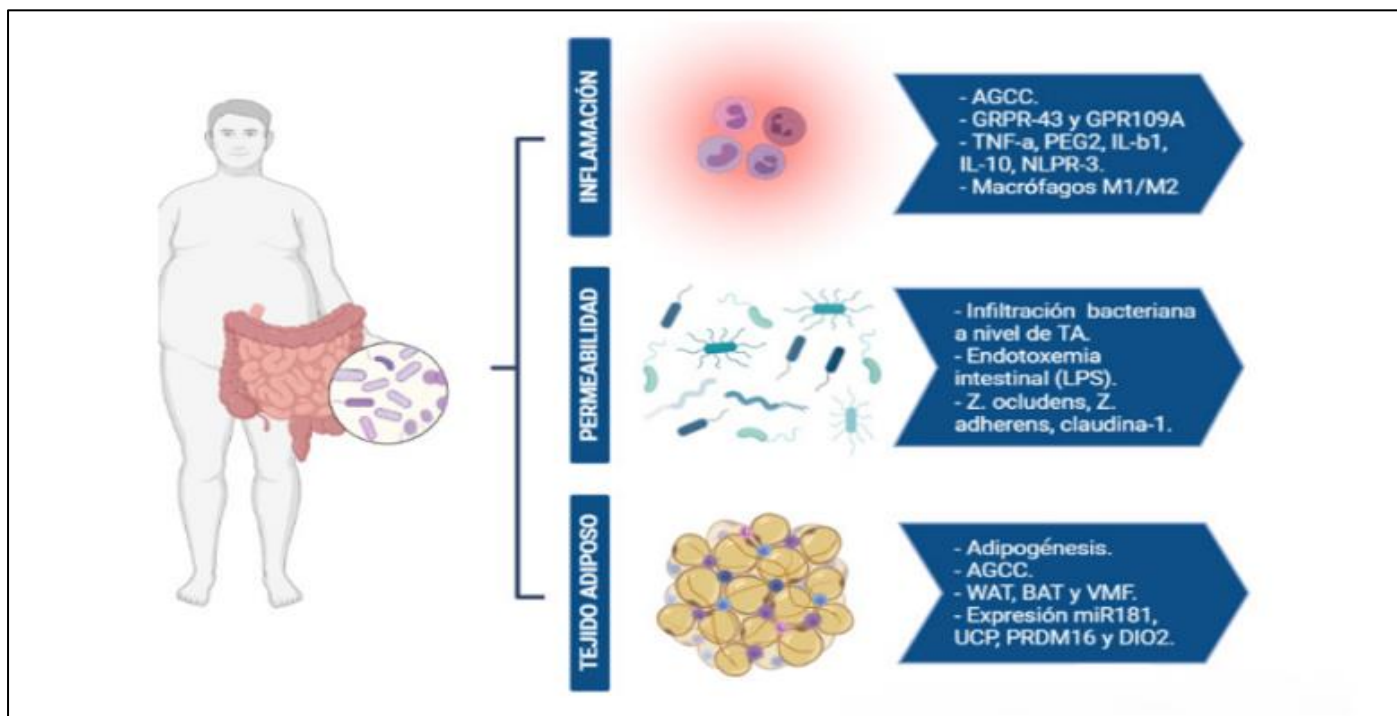 INFLAMACIÓN
- AGCC.
- GRPR-43 y GPR109A
- TNF-a, PEG2, IL-b1,
IL-10, NLPR-3.
- Macrófagos M1/M2
PERMEABILIDAD
- Infiltración bacteriana
a nivel de TA.
- Endotoxemia
intestinal (LPS).
- Z. ocludens, Z.
adherens, claudina-1.
TEJIDO ADIPOSO
- Adipogénesis.
- AGCC.
- WAT, BAT y VMF.
- Expresión miR181,
UCP, PRDM16 y DIO2.